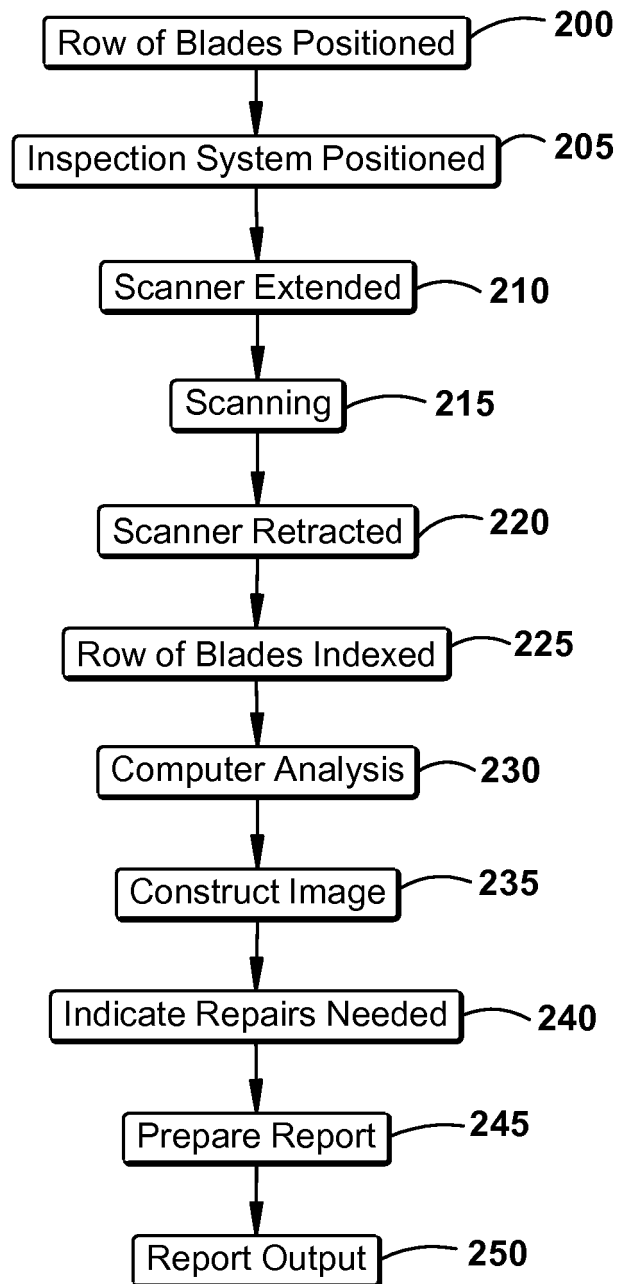 Row of Blades Positioned 200
Inspection System Positioned 205
Scanner Extended 210
Scanning 215
Scanner Retracted 220
Row of Blades Indexed 225
Computer Analysis 230
Construct Image 235
Indicate Repairs Needed 240
Prepare Report 245
Report Output 250